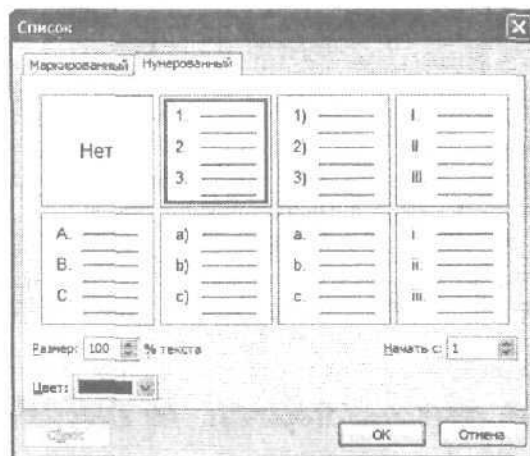 Список
Маркированный Нумерованный
Нет
1.
2.
3.
1)
2)
3)
I.
II
III
A.
B.
C.
a)
b)
c)
a.
b.
c.
i.
ii.
iii.
Размер: 100 % текста
Начать с: 1
Цвет:
Сброс
OK
Отмена